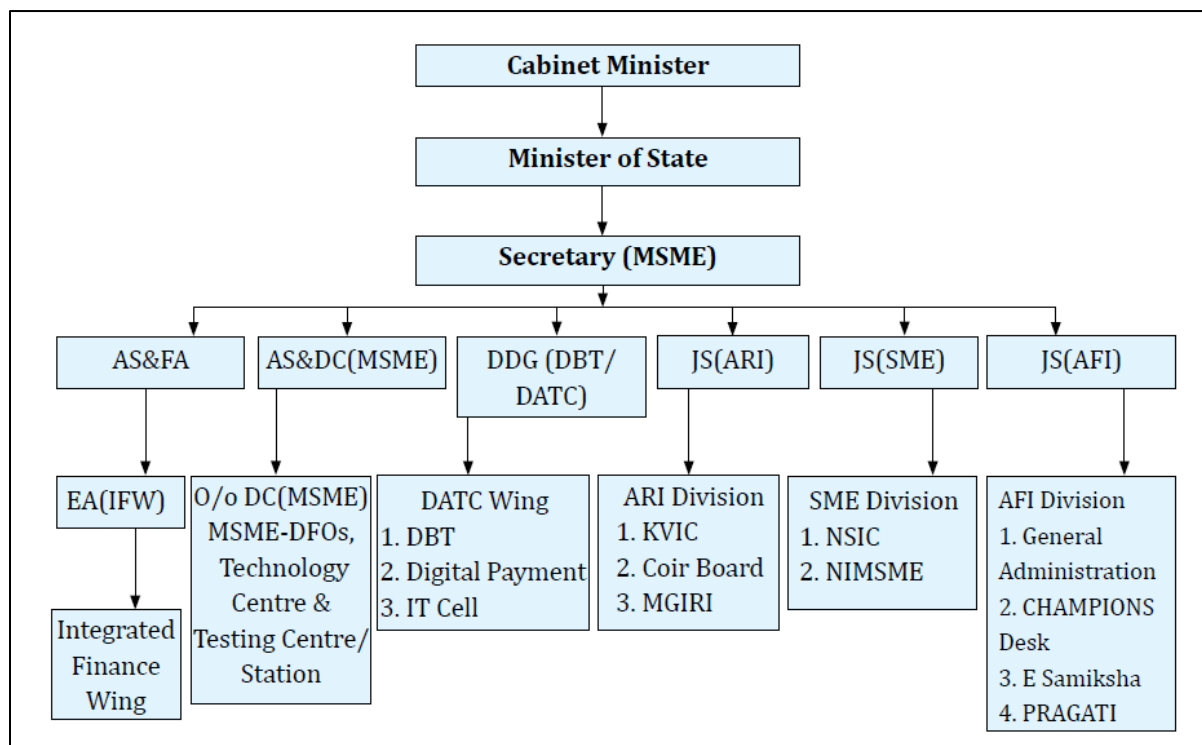 Cabinet Minister
Minister of State
Secretary (MSME)
AS&FA
AS&DC(MSME)
DDG (DBT/
DATC)
JS(ARI)
JS(SME)
JS(AFI)
EA(IFW)
Integrated
Finance
Wing
O/o DC(MSME)
MSME-DFOs,
Technology
Centre &
Testing Centre/
Station
DATC Wing
1. DBT
2. Digital Payment
3. IT Cell
ARI Division
1. KVIC
2. Coir Board
3. MGIRI
SME Division
1. NSIC
2. NIMSME
AFI Division
1. General
Administration
2. CHAMPIONS
Desk
3. E Samiksha
4. PRAGATI